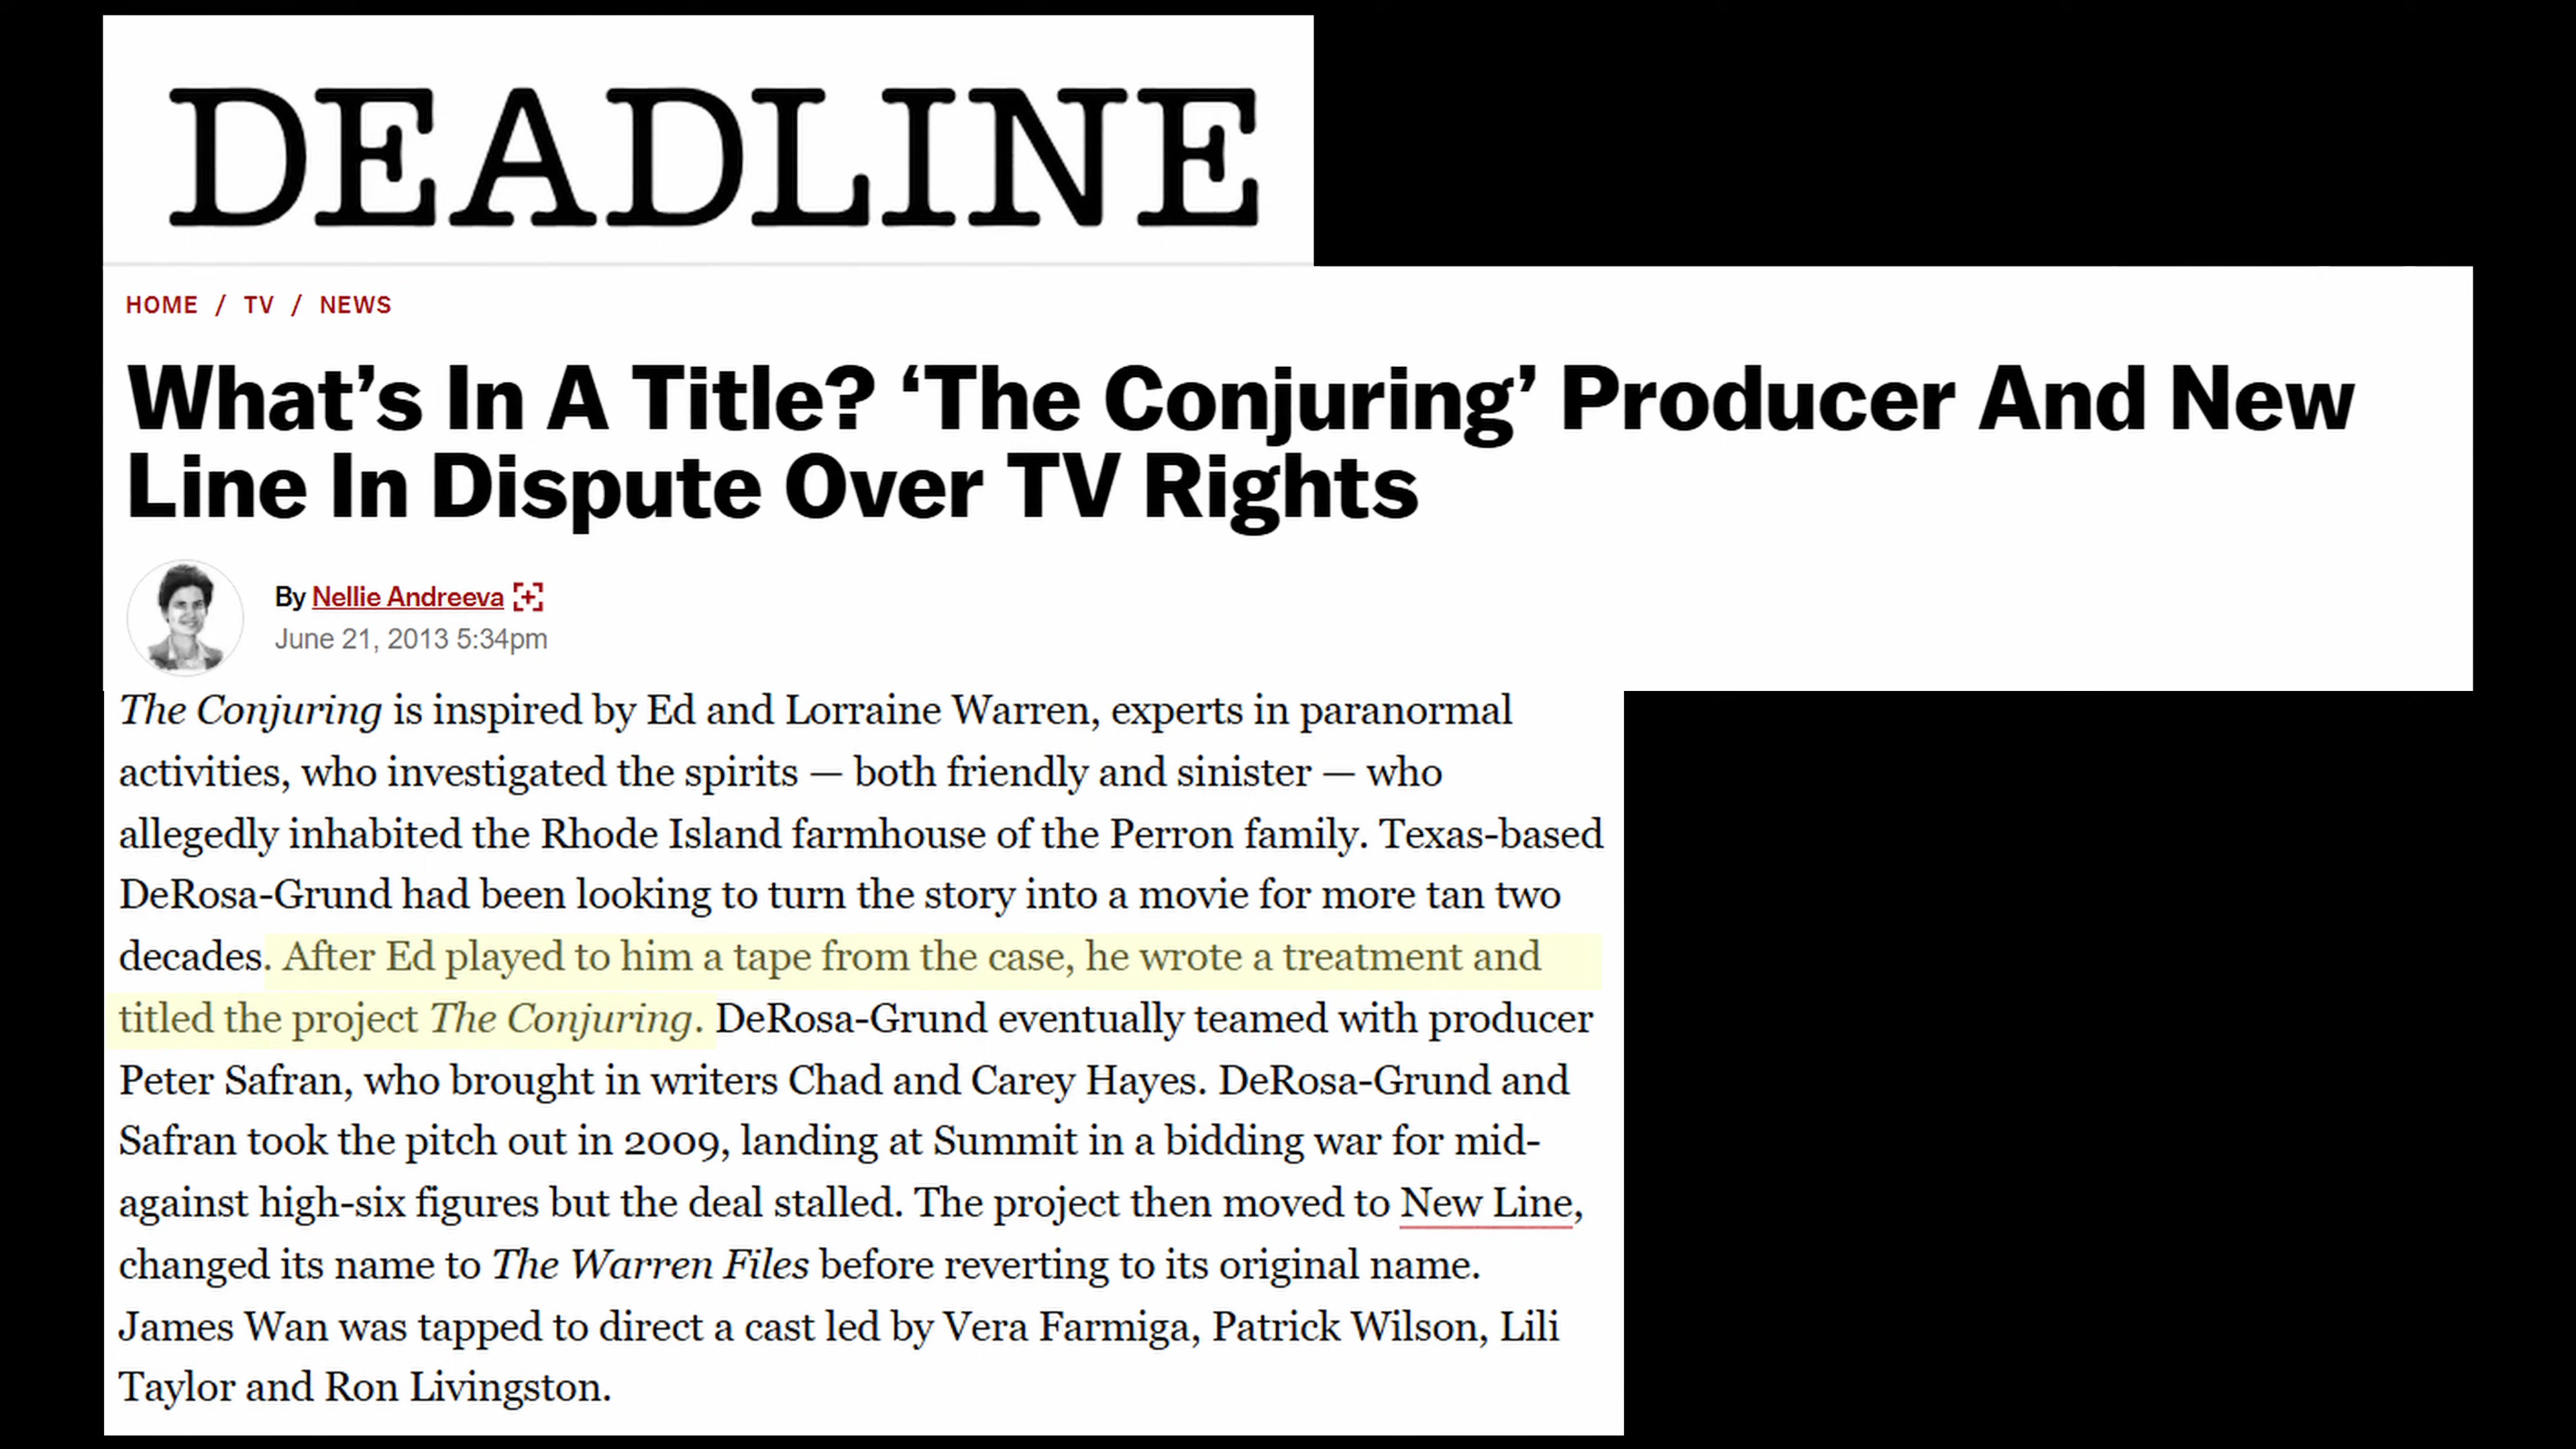 DEADLINE
HOME / TV / NEWS
What’s In A Title? ‘The Conjuring’ Producer And New
Line In Dispute Over TV Rights
By Nellie Andreeva
June 21, 2013 5:34pm
The Conjuring is inspired by Ed and Lorraine Warren, experts in paranormal
activities, who investigated the spirits — both friendly and sinister — who
allegedly inhabited the Rhode Island farmhouse of the Perron family. Texas-based
DeRosa-Grund had been looking to turn the story into a movie for more tan two
decades. After Ed played to him a tape from the case, he wrote a treatment and
titled the project The Conjuring. DeRosa-Grund eventually teamed with producer
Peter Safran, who brought in writers Chad and Carey Hayes. DeRosa-Grund and
Safran took the pitch out in 2009, landing at Summit in a bidding war for mid-
against high-six figures but the deal stalled. The project then moved to New Line,
changed its name to The Warren Files before reverting to its original name.
James Wan was tapped to direct a cast led by Vera Farmiga, Patrick Wilson, Lili
Taylor and Ron Livingston.